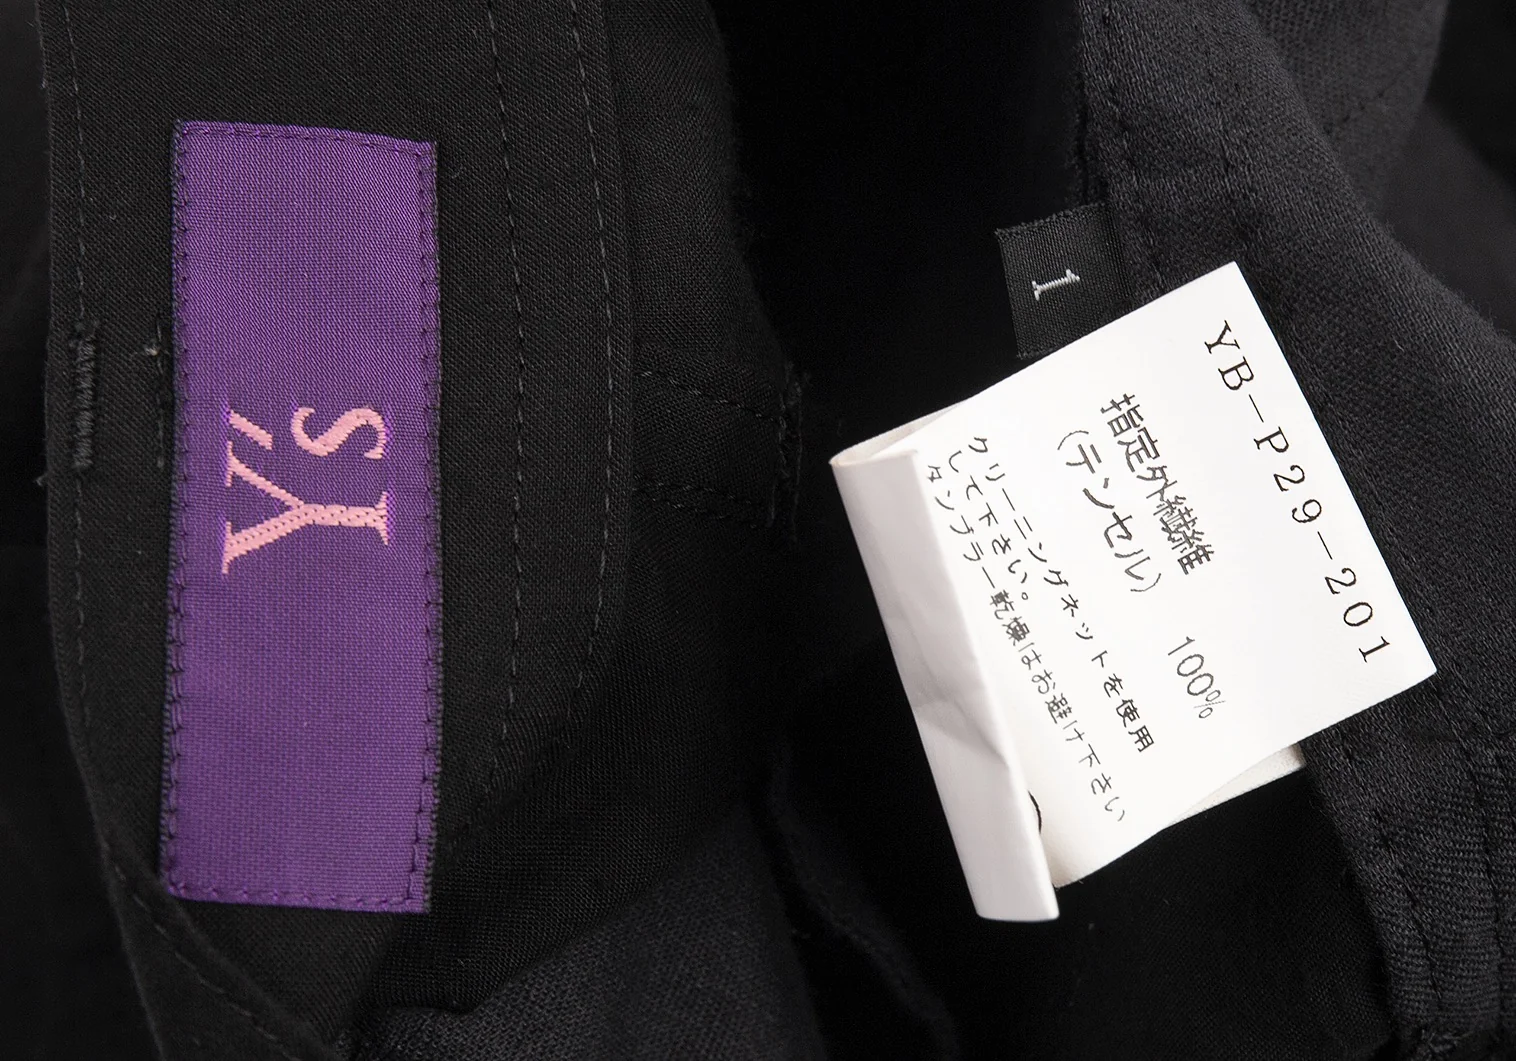 Y's
1
YB-P29-201
指定外繊維
(テンセル) 100%
クリーニングネットを使用
して下さい。
タンブラー乾燥はお避け下さい